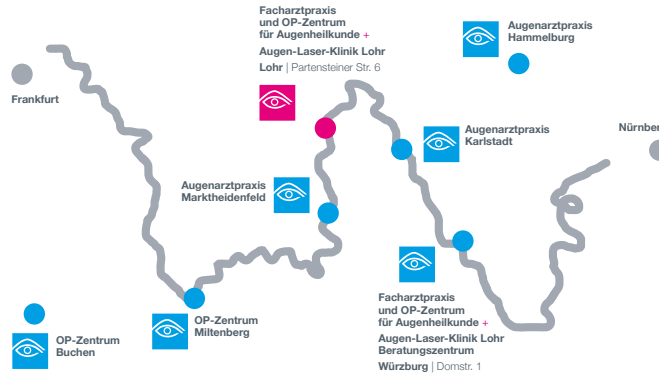 Facharztpraxis
und OP-Zentrum
für Augenheilkunde +
Augen-Laser-Klinik Lohr
Lohr | Partensteiner Str. 6
Augenarztpraxis
Hammelburg
Frankfurt
Augenarztpraxis
Karlstadt
Nürnber
Augenarztpraxis
Marktheidenfeld
Facharztpraxis
und OP-Zentrum
für Augenheilkunde +
Augen-Laser-Klinik Lohr
Beratungszentrum
Würzburg | Domstr. 1
OP-Zentrum
Miltenberg
OP-Zentrum
Buchen